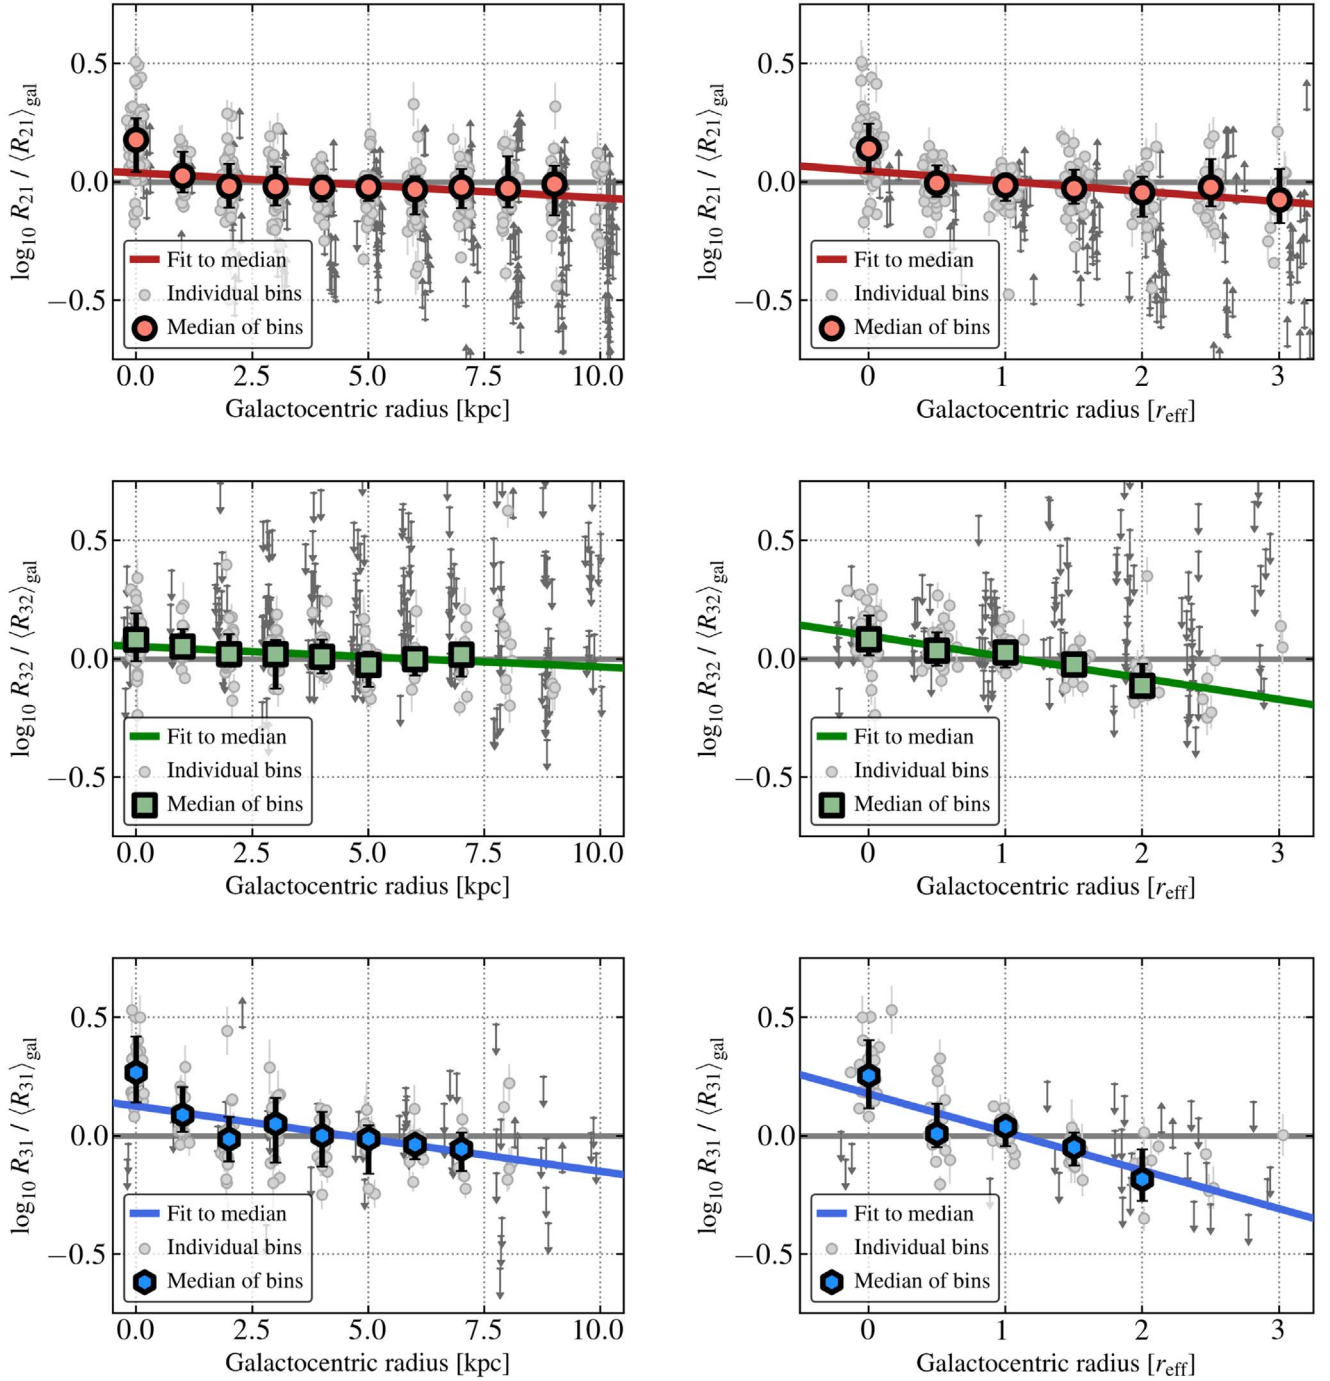 0.5
0.0
−0.5
log₁₀ R₂₁ / ⟨R₂₁⟩gal
Fit to median
Individual bins
Median of bins
0.0 2.5 5.0 7.5 10.0
Galactocentric radius [kpc]
0.5
0.0
−0.5
log₁₀ R₂₁ / ⟨R₂₁⟩gal
Fit to median
Individual bins
Median of bins
0 1 2 3
Galactocentric radius [reff]
0.5
0.0
−0.5
log₁₀ R₃₂ / ⟨R₃₂⟩gal
Fit to median
Individual bins
Median of bins
0.0 2.5 5.0 7.5 10.0
Galactocentric radius [kpc]
0.5
0.0
−0.5
log₁₀ R₃₂ / ⟨R₃₂⟩gal
Fit to median
Individual bins
Median of bins
0 1 2 3
Galactocentric radius [reff]
0.5
0.0
−0.5
log₁₀ R₃₁ / ⟨R₃₁⟩gal
Fit to median
Individual bins
Median of bins
0.0 2.5 5.0 7.5 10.0
Galactocentric radius [kpc]
0.5
0.0
−0.5
log₁₀ R₃₁ / ⟨R₃₁⟩gal
Fit to median
Individual bins
Median of bins
0 1 2 3
Galactocentric radius [reff]